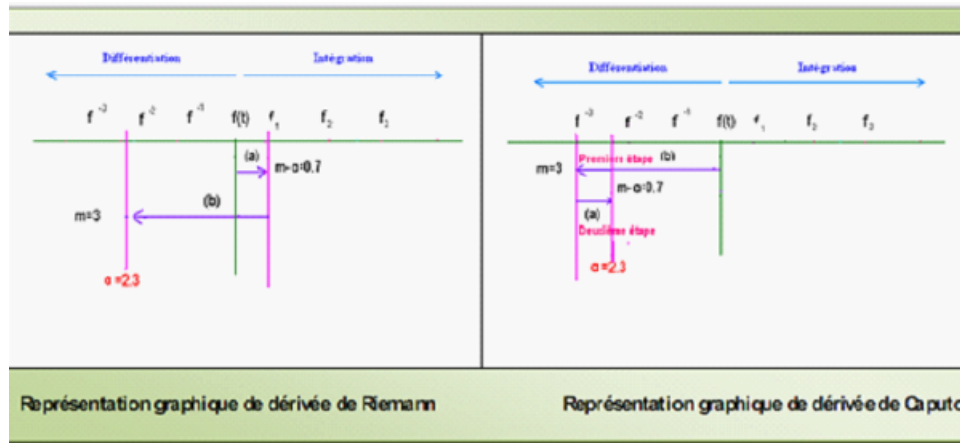 Différentiation Intégration
f⁻³ f⁻² f⁻¹ f(t) f₁ f₂ f₃
(a)
m-α=0.7
(b)
m=3
α=2.3
Différentiation Intégration
f⁻³ f⁻² f⁻¹ f(t) f₁ f₂ f₃
Première étape (b)
m=3
m-α=0.7
(a)
Deuxième étape
α=2.3
Représentation graphique de dérivée de Riemann
Représentation graphique de dérivée de Caputo